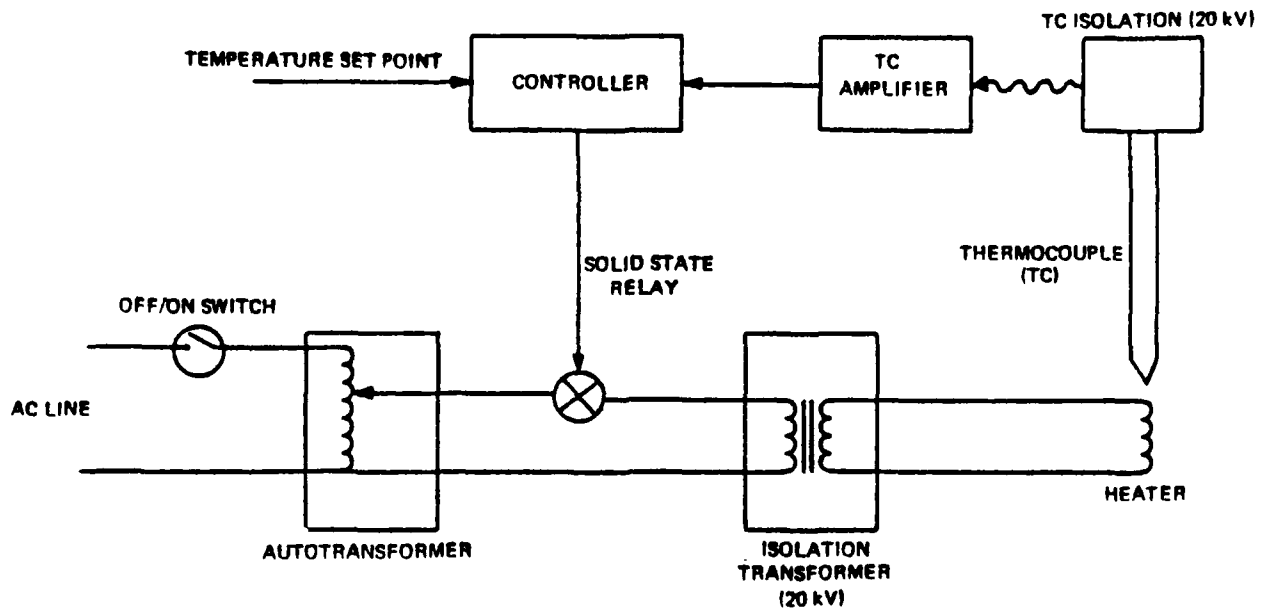 TC ISOLATION (20 kV)
TEMPERATURE SET POINT
CONTROLLER
TC
AMPLIFIER
THERMOCOUPLE
(TC)
SOLID STATE
RELAY
OFF/ON SWITCH
AC LINE
HEATER
AUTOTRANSFORMER
ISOLATION
TRANSFORMER
(20 kV)